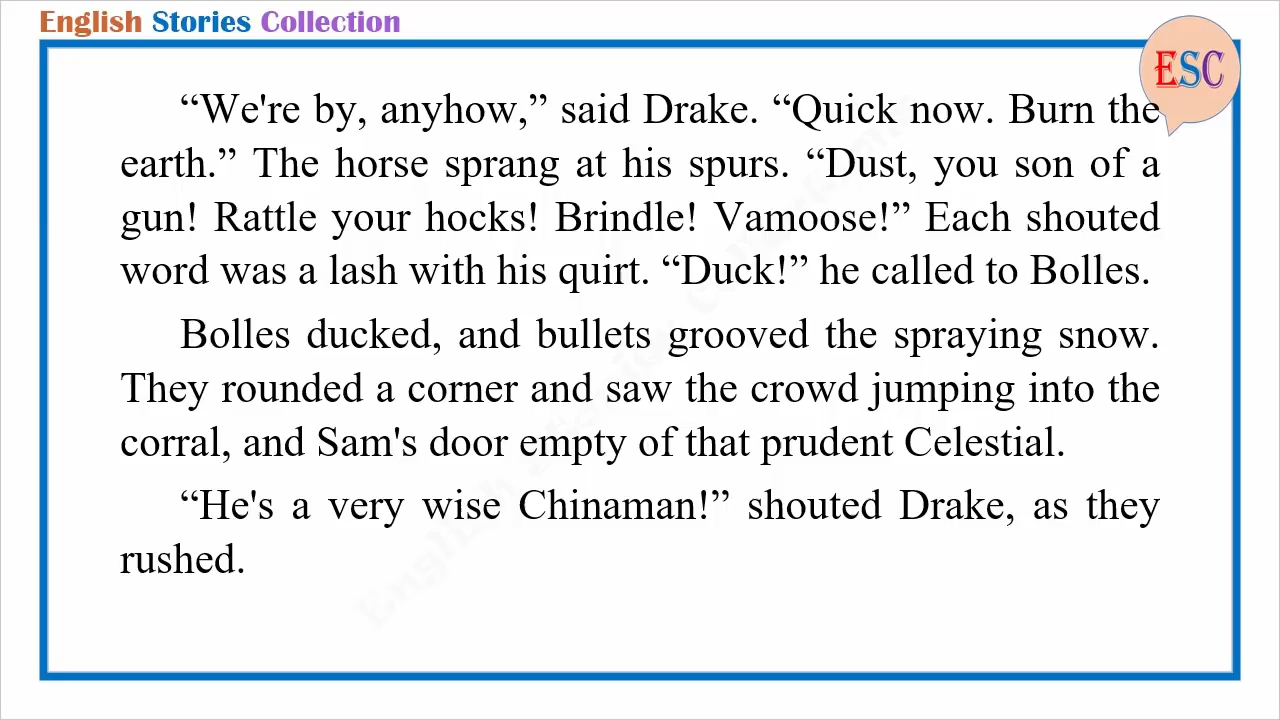 English Stories Collection
ESC
“We're by, anyhow,” said Drake. “Quick now. Burn the
earth.” The horse sprang at his spurs. “Dust, you son of a
gun! Rattle your hocks! Brindle! Vamoose!” Each shouted
word was a lash with his quirt. “Duck!” he called to Bolles.
Bolles ducked, and bullets grooved the spraying snow.
They rounded a corner and saw the crowd jumping into the
corral, and Sam's door empty of that prudent Celestial.
“He's a very wise Chinaman!” shouted Drake, as they
rushed.